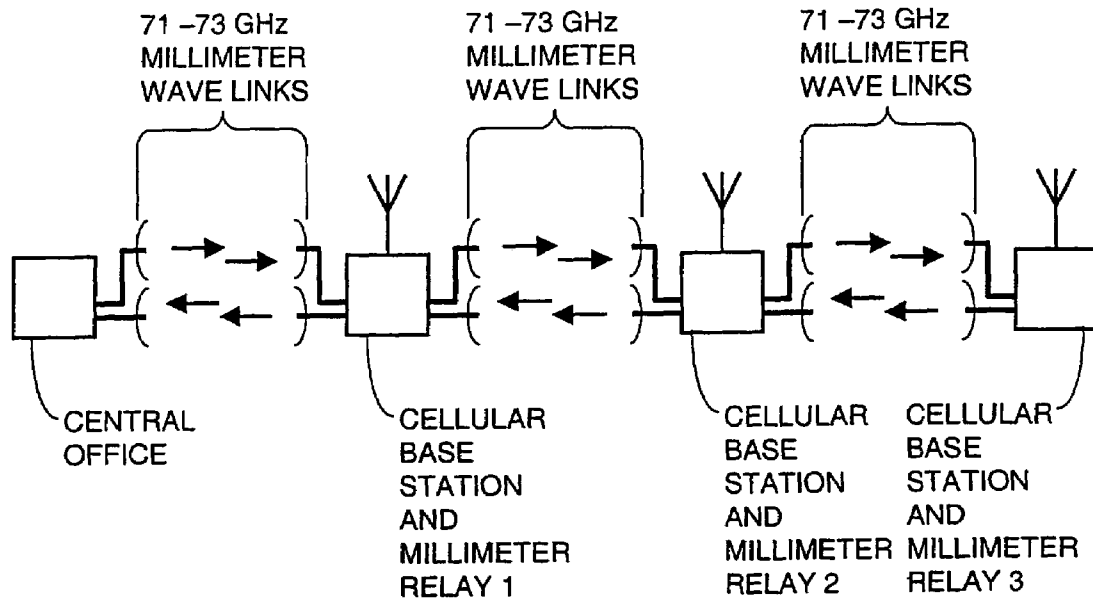 71 –73 GHz
MILLIMETER
WAVE LINKS
71 –73 GHz
MILLIMETER
WAVE LINKS
71 –73 GHz
MILLIMETER
WAVE LINKS
CENTRAL
OFFICE
CELLULAR
BASE
STATION
AND
MILLIMETER
RELAY 1
CELLULAR
BASE
STATION
AND
MILLIMETER
RELAY 2
CELLULAR
BASE
STATION
AND
MILLIMETER
RELAY 3